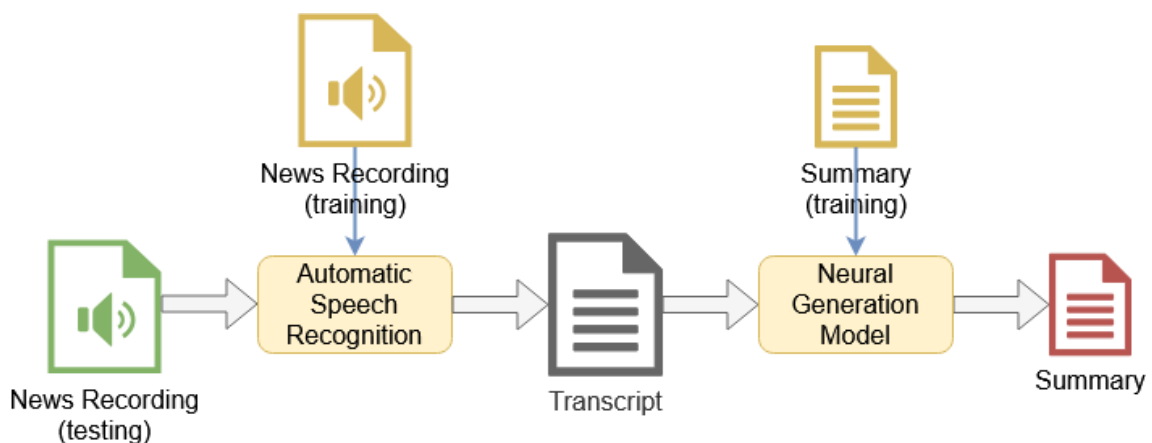 News Recording
(training)
Summary
(training)
Automatic
Speech
Recognition
Neural
Generation
Model
News Recording
(testing)
Transcript
Summary